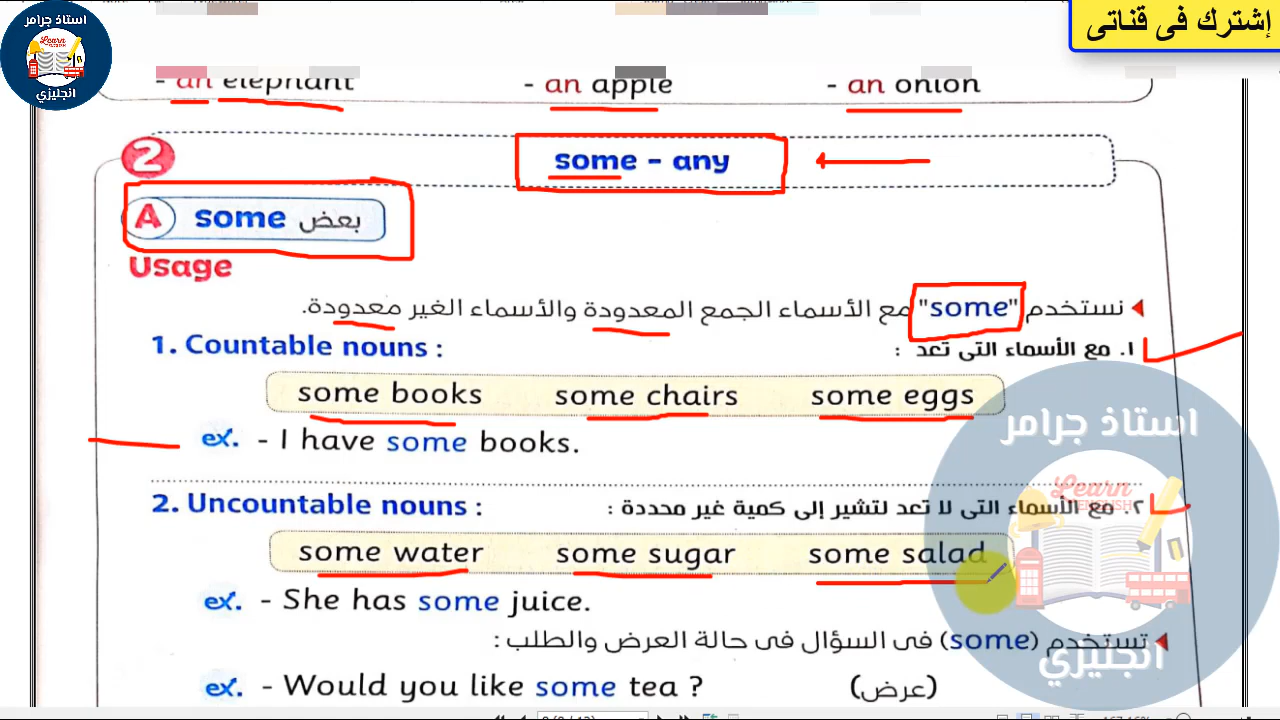 إشترك فى قناتى
استاذ جرامر
Learn
ENGLISH
انجليزي
- an elephant - an apple - an onion
2 some - any
A some بعض
Usage
نستخدم "some" مع الأسماء الجمع المعدودة والأسماء الغير معدودة.
1. Countable nouns : ١. مع الأسماء التى تعد :
some books some chairs some eggs
ex. - I have some books.
2. Uncountable nouns : ٢. مع الأسماء التى لا تعد لتشير إلى كمية غير محددة :
some water some sugar some salad
ex. - She has some juice.
تستخدم (some) فى السؤال فى حالة العرض والطلب :
ex. - Would you like some tea ? (عرض)
استاذ جرامر
Learn
ENGLISH
انجليزي